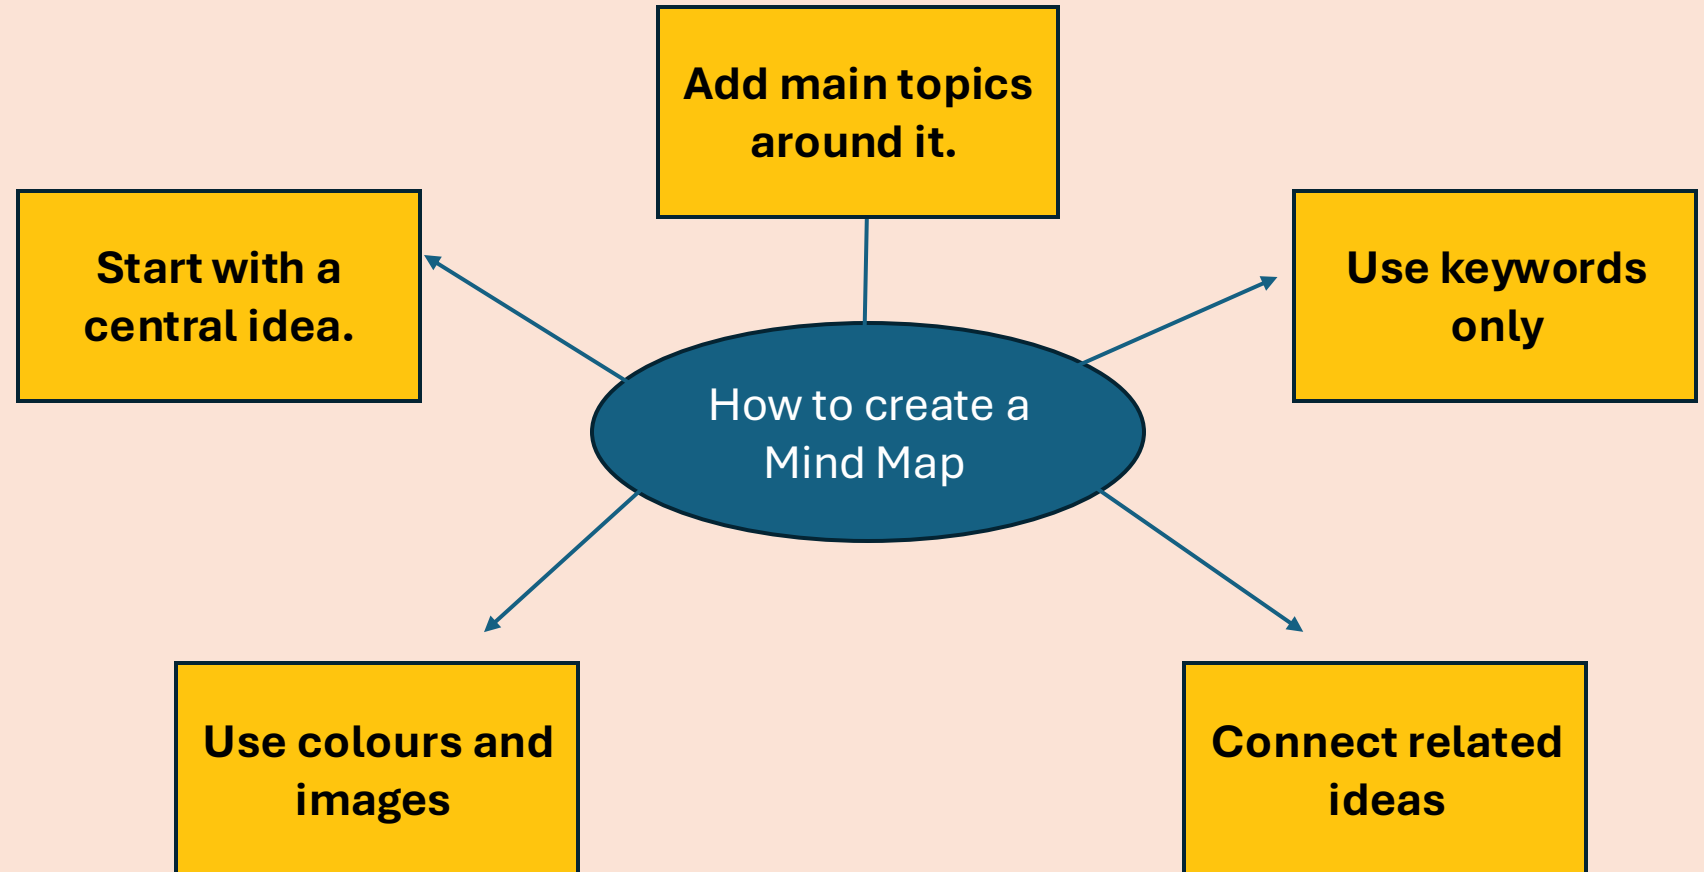 Add main topics
around it.
Start with a
central idea.
Use keywords
only
How to create a
Mind Map
Use colours and
images
Connect related
ideas